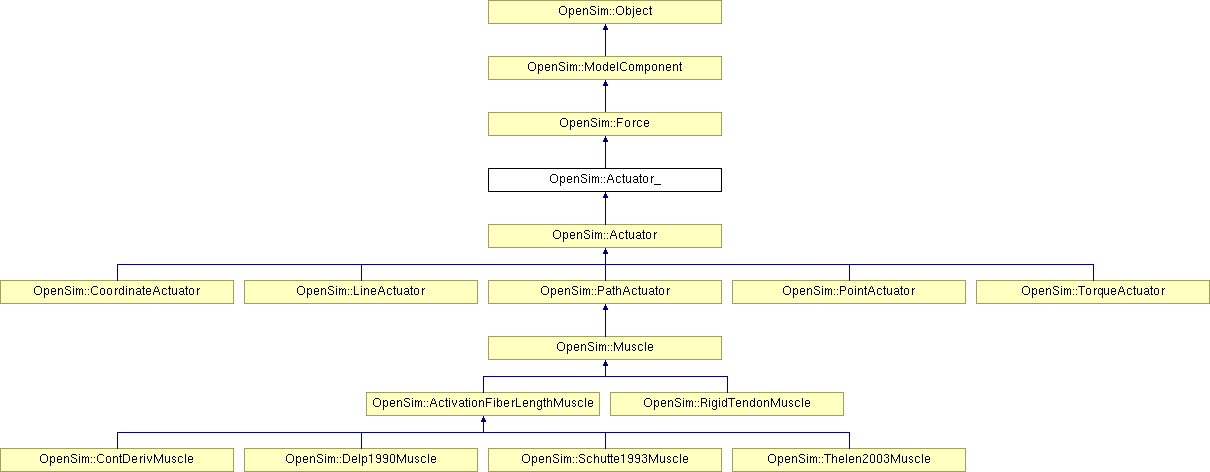 OpenSim::Object
OpenSim::ModelComponent
OpenSim::Force
OpenSim::Actuator_
OpenSim::Actuator
OpenSim::CoordinateActuator
OpenSim::LineActuator
OpenSim::PathActuator
OpenSim::PointActuator
OpenSim::TorqueActuator
OpenSim::Muscle
OpenSim::ActivationFiberLengthMuscle
OpenSim::RigidTendonMuscle
OpenSim::ContDerivMuscle
OpenSim::Delp1990Muscle
OpenSim::Schutte1993Muscle
OpenSim::Thelen2003Muscle